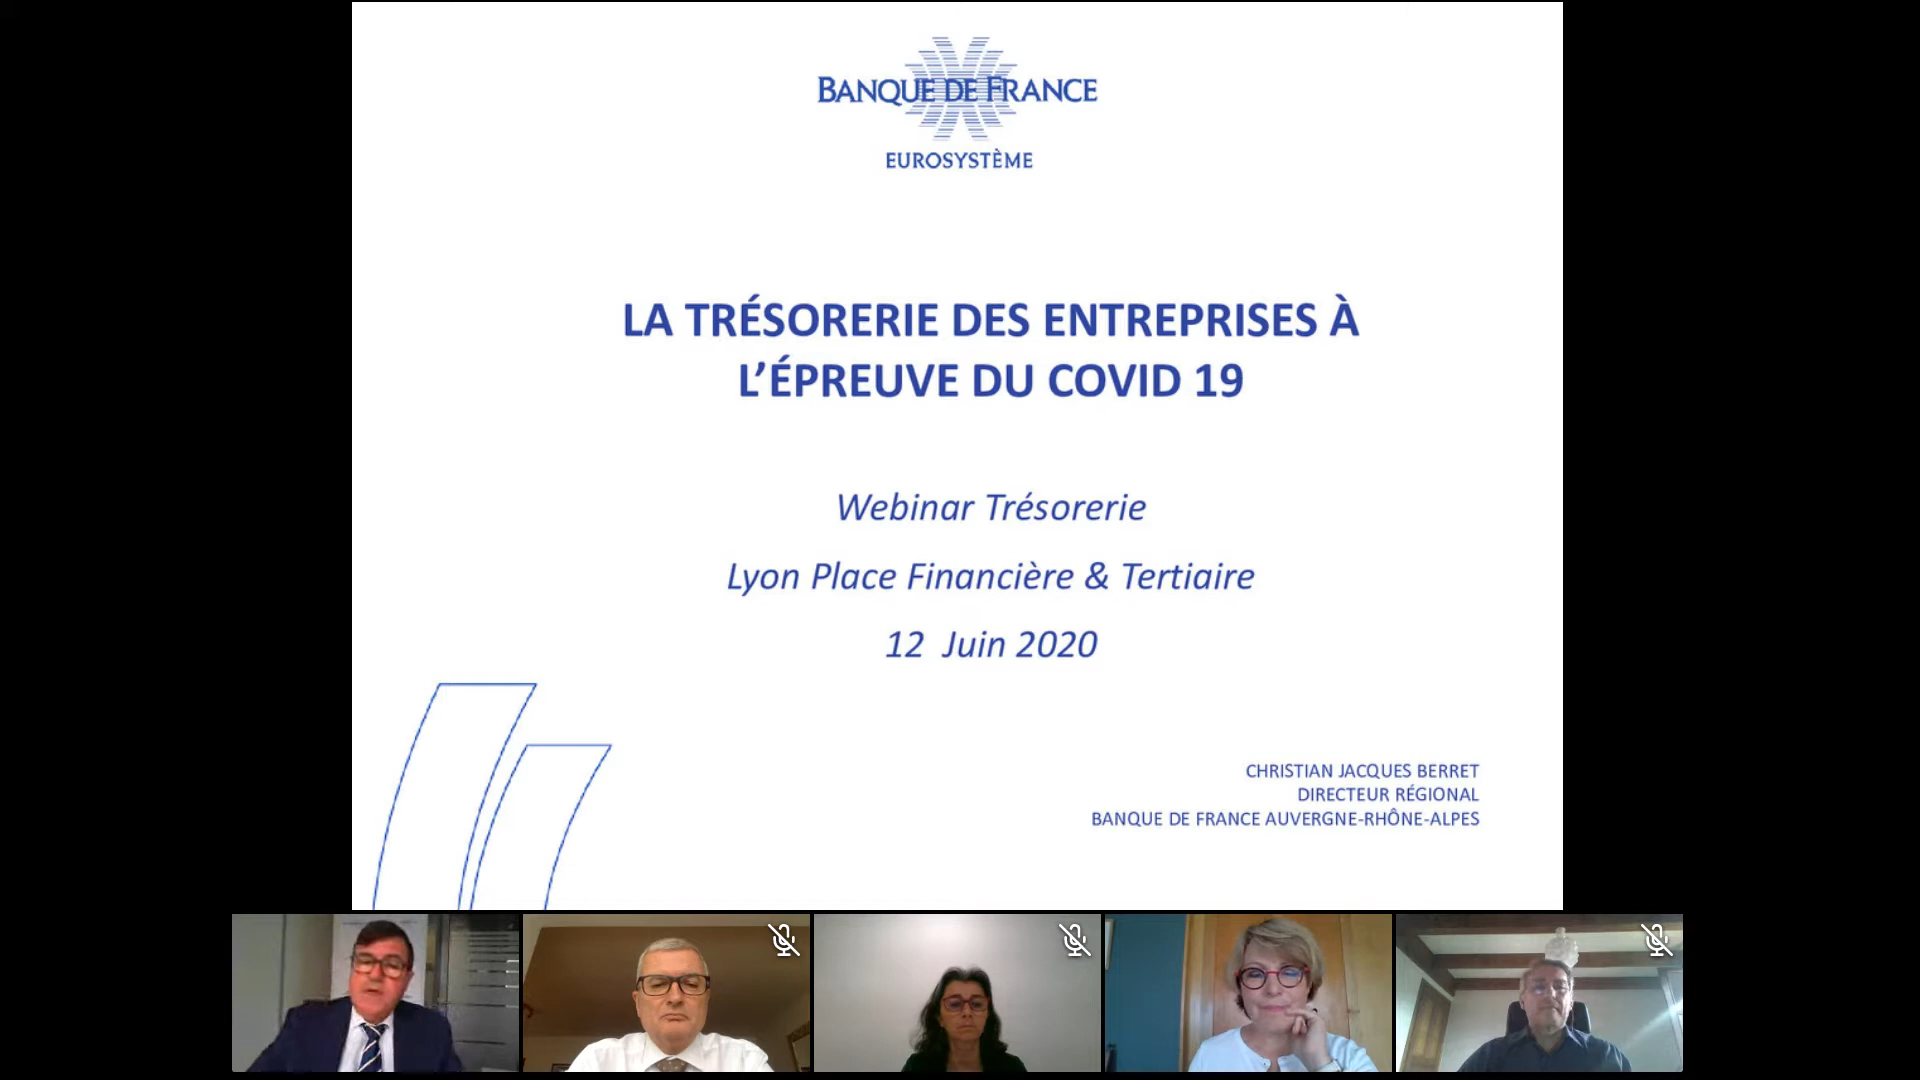 BANQUE DE FRANCE
EUROSYSTÈME
LA TRÉSORERIE DES ENTREPRISES À
L'ÉPREUVE DU COVID 19
Webinar Trésorerie
Lyon Place Financière & Tertiaire
12 Juin 2020
CHRISTIAN JACQUES BERRET
DIRECTEUR RÉGIONAL
BANQUE DE FRANCE AUVERGNE-RHÔNE-ALPES